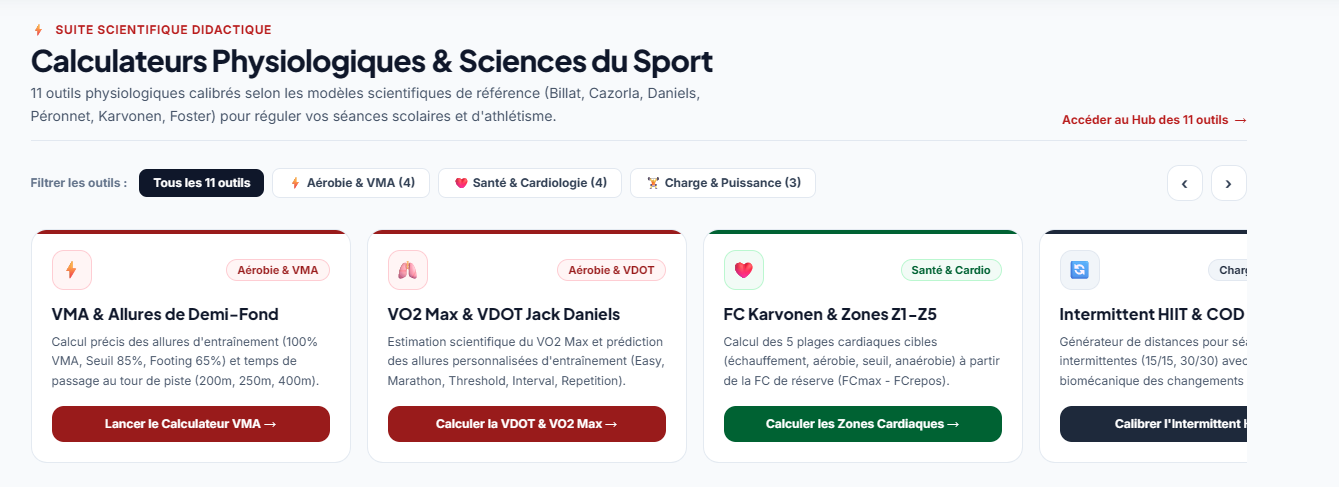 SUITE SCIENTIFIQUE DIDACTIQUE
Calculateurs Physiologiques & Sciences du Sport
11 outils physiologiques calibrés selon les modèles scientifiques de référence (Billat, Cazorla, Daniels,
Péronnet, Karvonen, Foster) pour réguler vos séances scolaires et d'athlétisme.
Accéder au Hub des 11 outils →
Filtrer les outils :
Tous les 11 outils
Aérobie & VMA (4)
Santé & Cardiologie (4)
Charge & Puissance (3)
‹
›
Aérobie & VMA
VMA & Allures de Demi-Fond
Calcul précis des allures d'entraînement (100%
VMA, Seuil 85%, Footing 65%) et temps de
passage au tour de piste (200m, 250m, 400m).
Lancer le Calculateur VMA →
Aérobie & VDOT
VO2 Max & VDOT Jack Daniels
Estimation scientifique du VO2 Max et prédiction
des allures personnalisées d'entraînement (Easy,
Marathon, Threshold, Interval, Repetition).
Calculer la VDOT & VO2 Max →
Santé & Cardio
FC Karvonen & Zones Z1–Z5
Calcul des 5 plages cardiaques cibles
(échauffement, aérobie, seuil, anaérobie) à partir
de la FC de réserve (FCmax - FCrepos).
Calculer les Zones Cardiaques →
Intermittent HIIT & COD
Générateur de distances pour
intermittentes (15/15, 30/30)
biomécanique des changements
Calibrer l'Intermittent